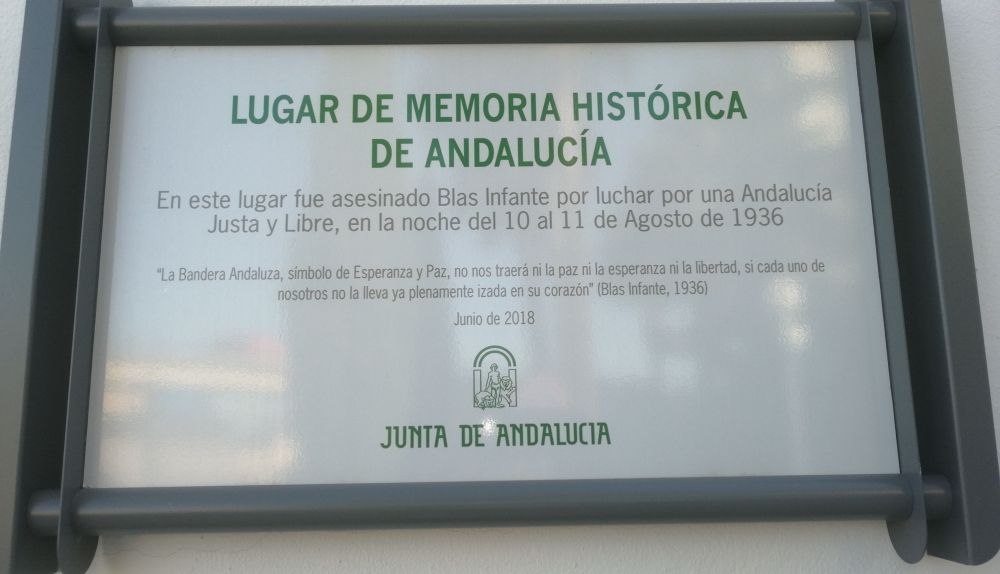 LUGAR DE MEMORIA HISTÓRICA
DE ANDALUCÍA
En este lugar fue asesinado Blas Infante por luchar por una Andalucía
Justa y Libre, en la noche del 10 al 11 de Agosto de 1936
“La Bandera Andaluza, símbolo de Esperanza y Paz, no nos traerá ni la paz ni la esperanza ni la libertad, si cada uno de
nosotros no la lleva ya plenamente izada en su corazón” (Blas Infante, 1936)
Junio de 2018
JUNTA DE ANDALUCIA